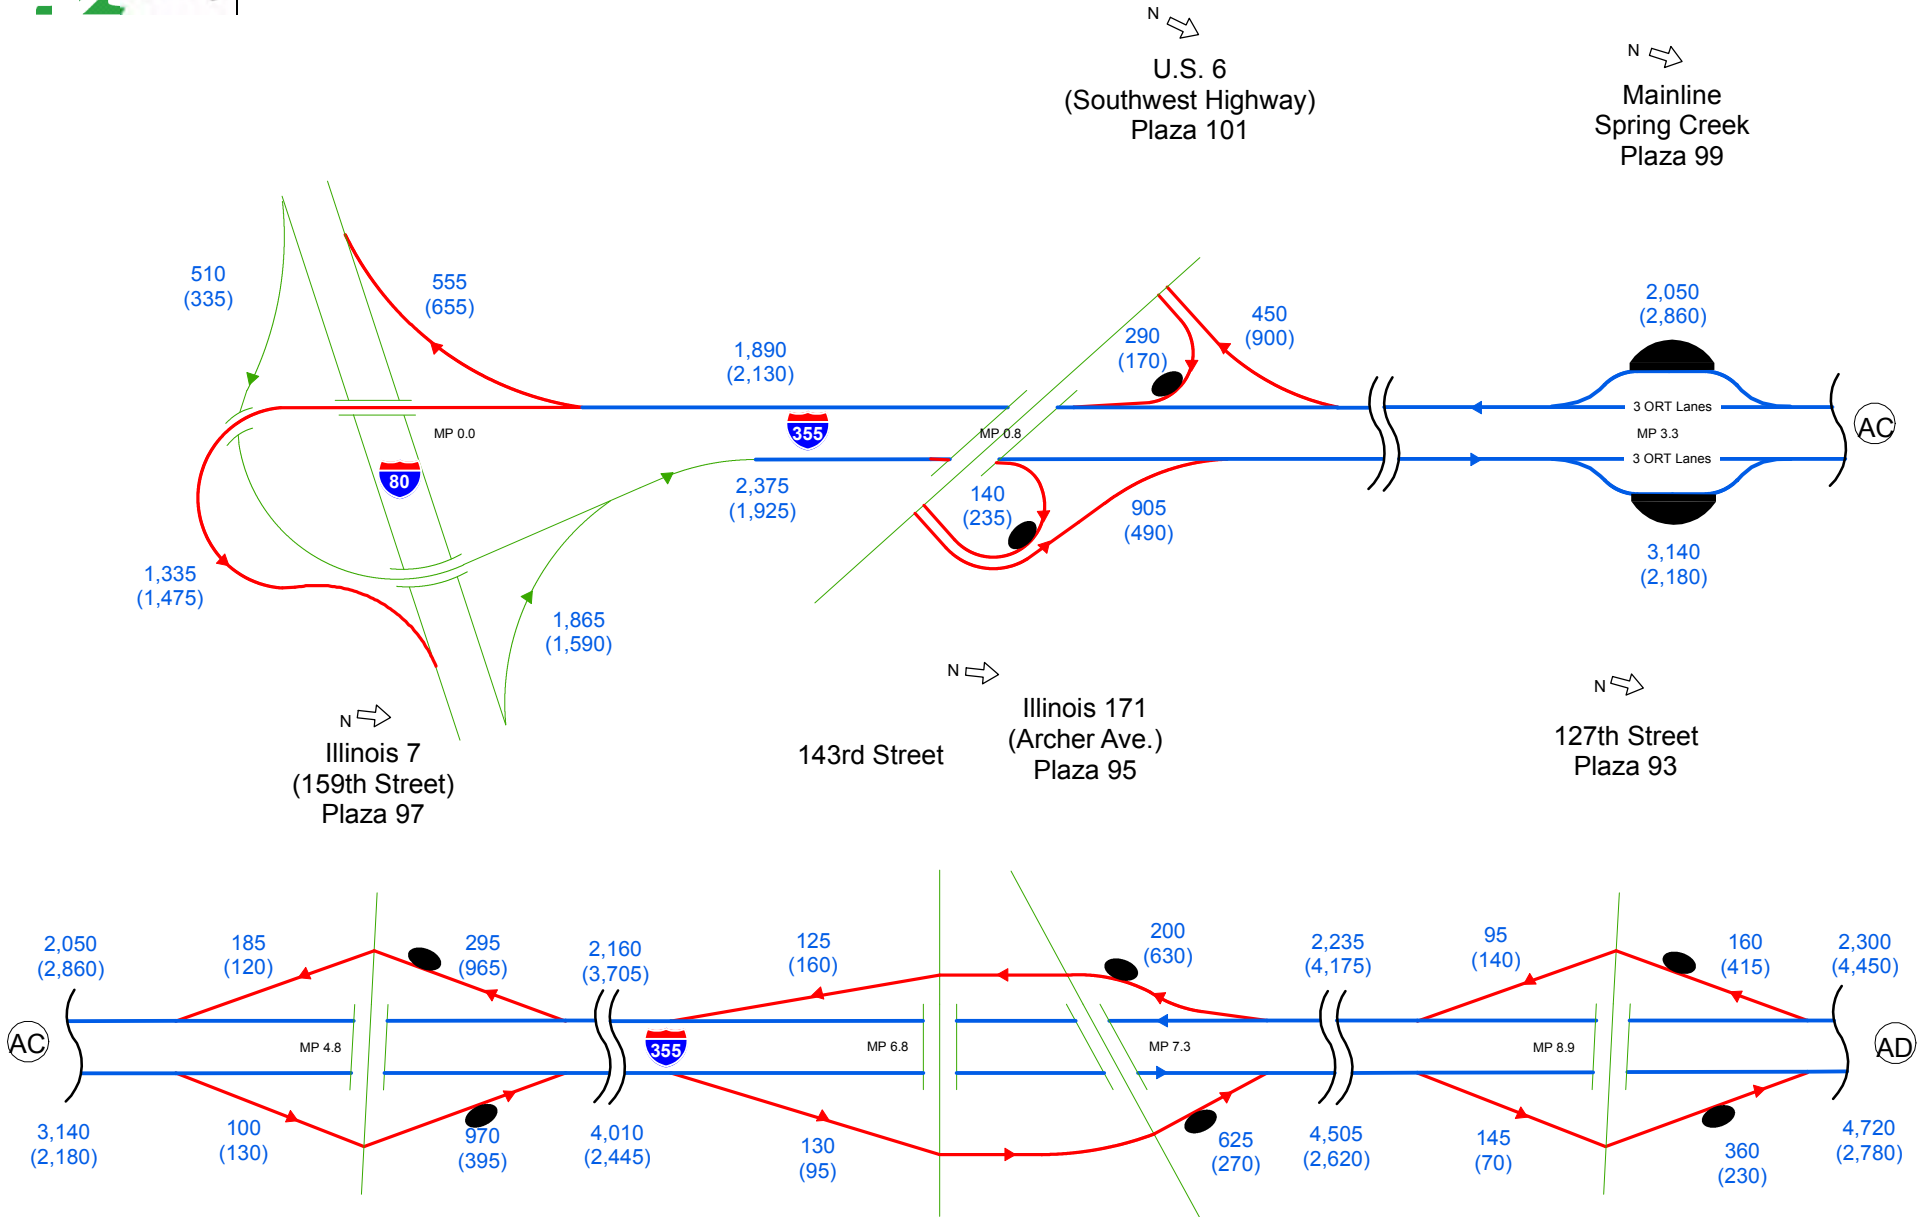 N
U.S. 6
(Southwest Highway)
Plaza 101
N
Mainline
Spring Creek
Plaza 99
510
(335)
555
(655)
1,890
(2,130)
290
(170)
450
(900)
2,050
(2,860)
MP 0.0
355
MP 0.8
3 ORT Lanes
MP 3.3
3 ORT Lanes
AC
80
2,375
(1,925)
140
(235)
905
(490)
3,140
(2,180)
1,335
(1,475)
1,865
(1,590)
N
Illinois 7
(159th Street)
Plaza 97
143rd Street
N
Illinois 171
(Archer Ave.)
Plaza 95
N
127th Street
Plaza 93
2,050
(2,860)
185
(120)
295
(965)
2,160
(3,705)
125
(160)
200
(630)
2,235
(4,175)
95
(140)
160
(415)
2,300
(4,450)
AC
MP 4.8
355
MP 6.8
MP 7.3
MP 8.9
AD
3,140
(2,180)
100
(130)
970
(395)
4,010
(2,445)
130
(95)
625
(270)
4,505
(2,620)
145
(70)
360
(230)
4,720
(2,780)